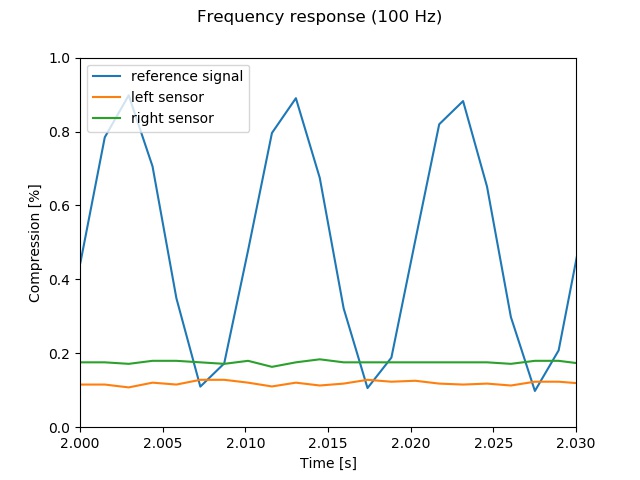 Frequency response (100 Hz)
1.0
reference signal
left sensor
right sensor
0.8
0.6
0.4
0.2
0.0
Compression [%]
2.000 2.005 2.010 2.015 2.020 2.025 2.030
Time [s]